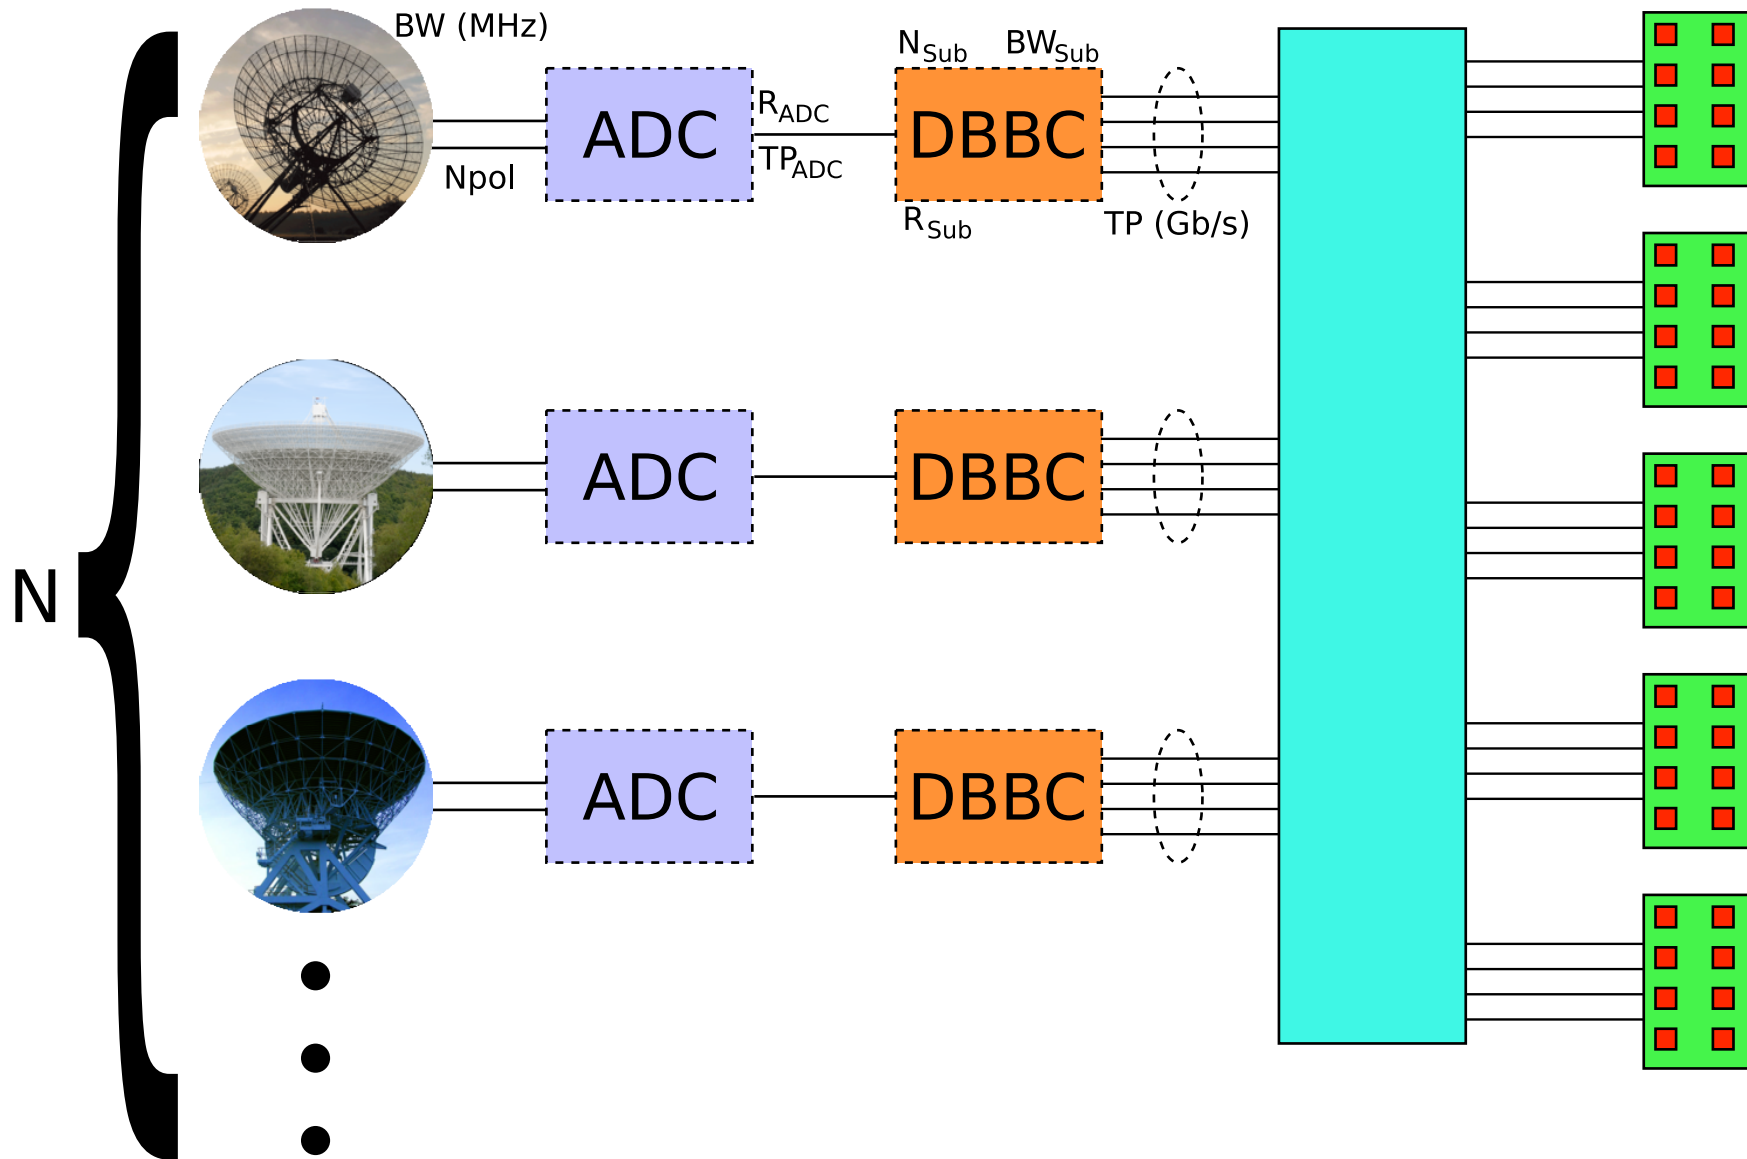 BW (MHz)
Npol
ADC
R_ADC
TP_ADC
N_Sub
BW_Sub
DBBC
R_Sub
TP (Gb/s)
ADC
DBBC
N
ADC
DBBC